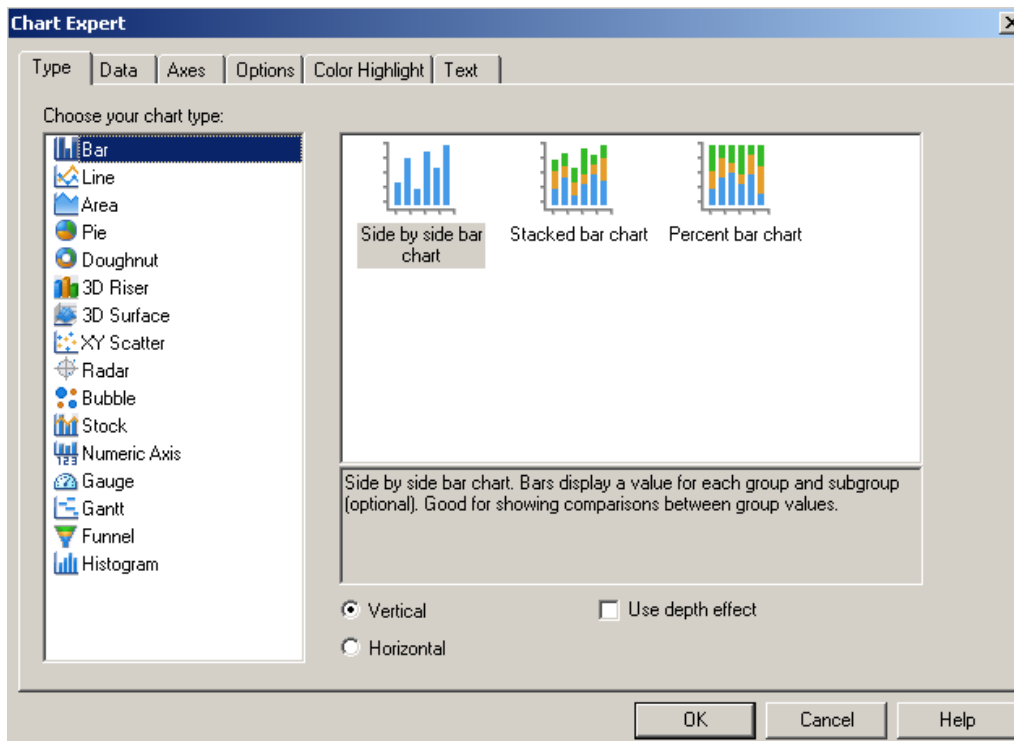 Chart Expert
Type Data Axes Options Color Highlight Text
Choose your chart type:
Bar
Line
Area
Pie
Doughnut
3D Riser
3D Surface
XY Scatter
Radar
Bubble
Stock
Numeric Axis
Gauge
Gantt
Funnel
Histogram
Side by side bar
chart
Stacked bar chart
Percent bar chart
Side by side bar chart. Bars display a value for each group and subgroup
(optional). Good for showing comparisons between group values.
Vertical
Use depth effect
Horizontal
OK Cancel Help